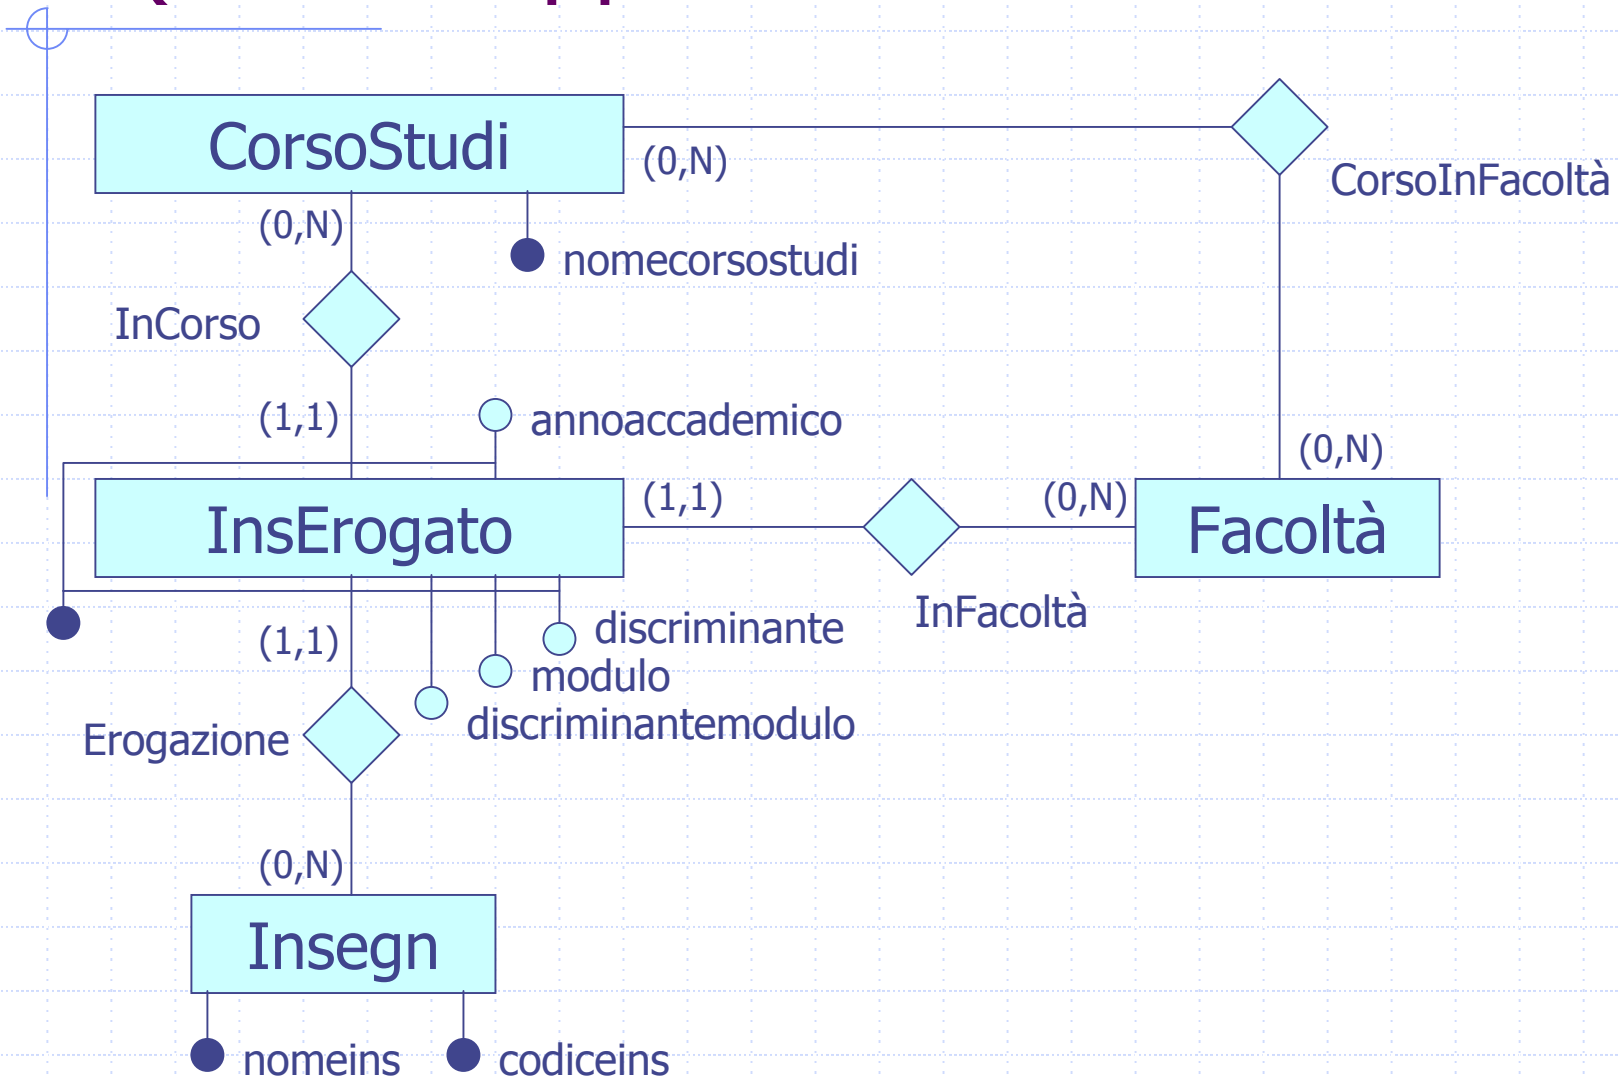 CorsoStudi
(0,N)
CorsoInFacoltà
(0,N)
nomecorsostudi
InCorso
(1,1)
annoaccademico
(0,N)
InsErogato
(1,1)
(0,N)
Facoltà
InFacoltà
(1,1)
discriminante
modulo
discriminantemodulo
Erogazione
(0,N)
Insegn
nomeins
codiceins